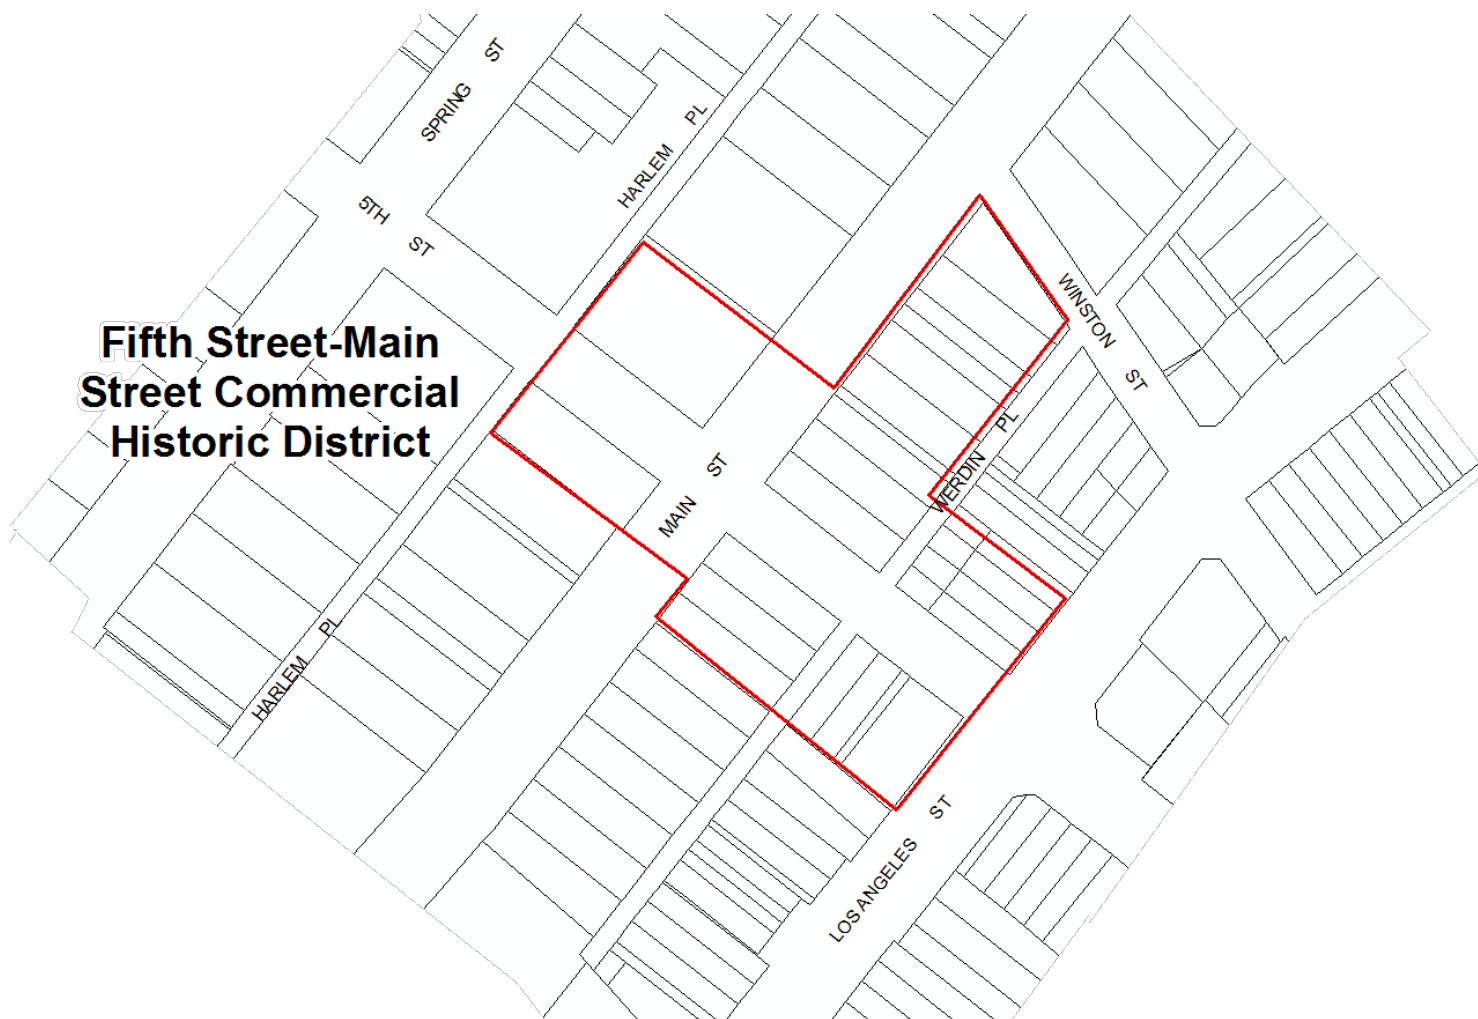 SPRING ST
HARLEM PL
5TH ST
WINSTON ST
Fifth Street-Main
Street Commercial
Historic District
WERDIN PL
MAIN ST
HARLEM PL
LOS ANGELES ST